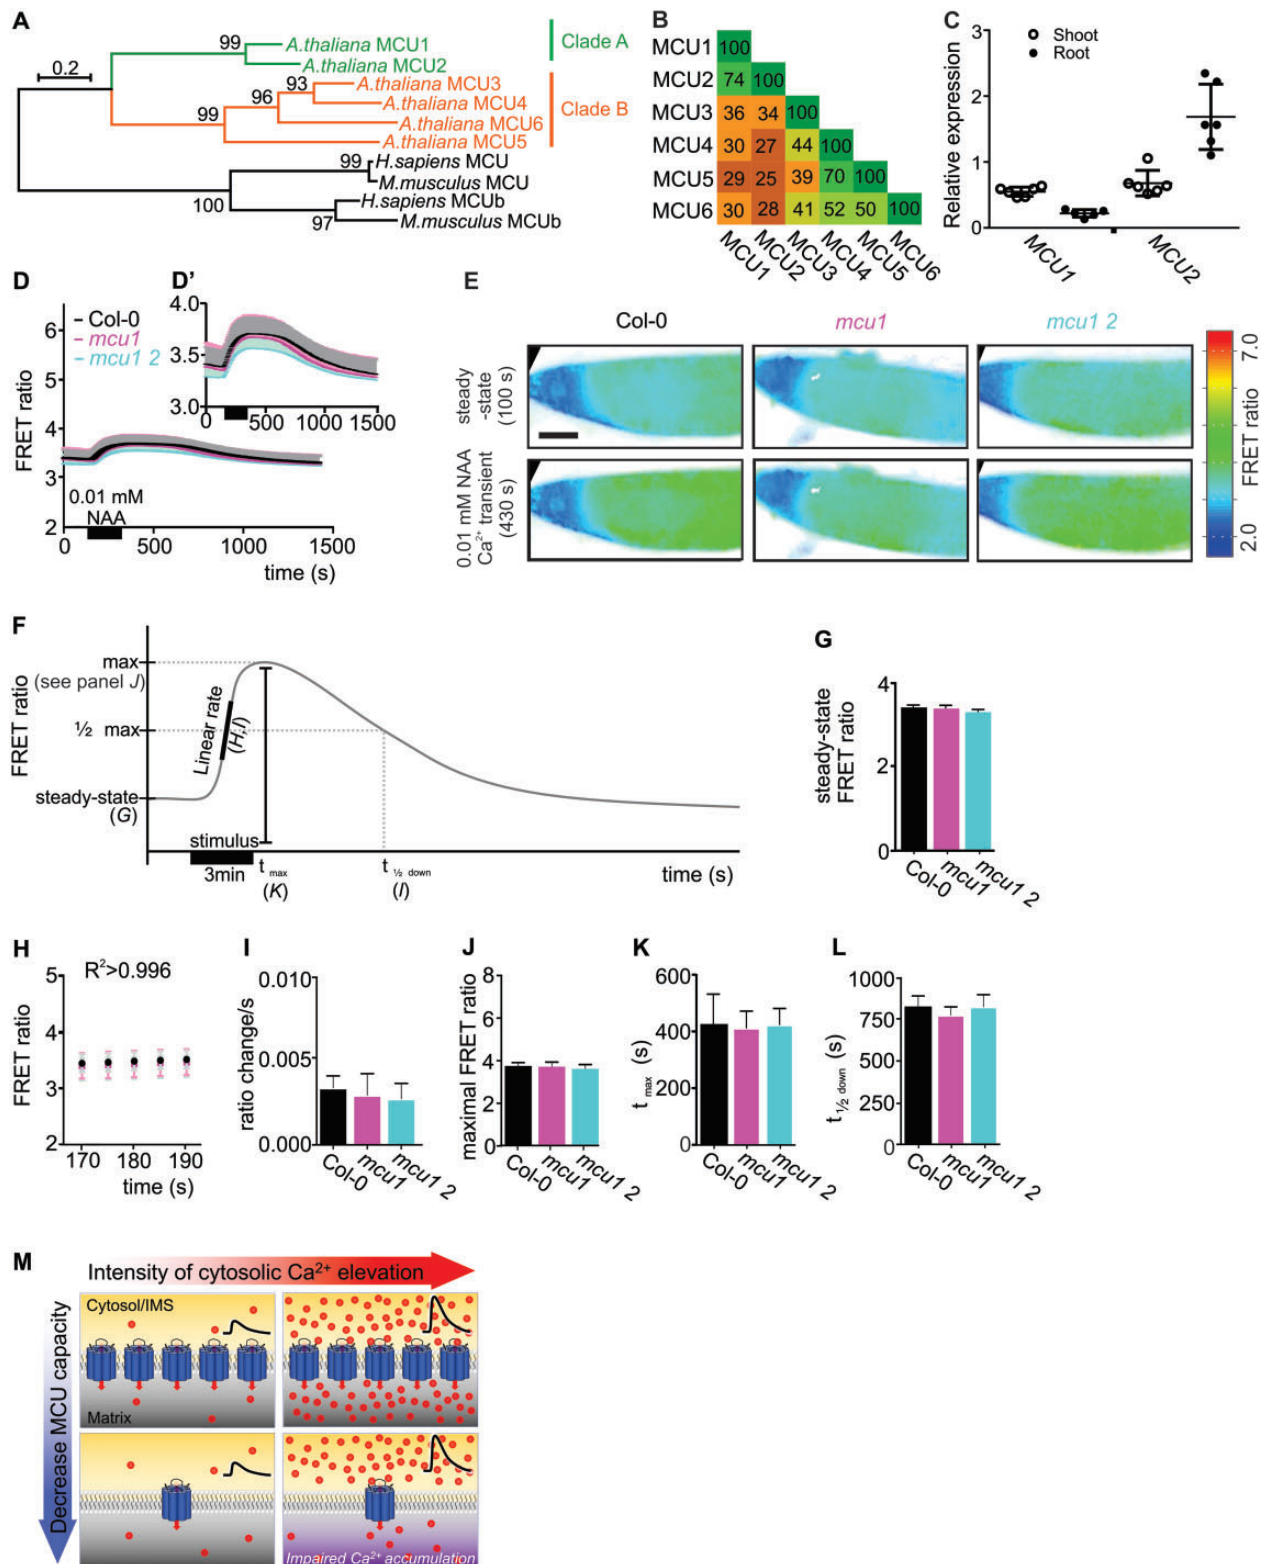 A
0.2
99
A.thaliana MCU1
A.thaliana MCU2
Clade A
93
A.thaliana MCU3
96
A.thaliana MCU4
99
A.thaliana MCU6
Clade B
A.thaliana MCU5
99
H.sapiens MCU
M.musculus MCU
100
H.sapiens MCUb
97
M.musculus MCUb
B
MCU1 100
MCU2 74 100
MCU3 36 34 100
MCU4 30 27 44 100
MCU5 29 25 39 70 100
MCU6 30 28 41 52 50 100
MCU1 MCU2 MCU3 MCU4 MCU5 MCU6
C
Relative expression
3
2
1
0
Shoot
Root
MCU1 MCU2
D
FRET ratio
6
5
4
3
2
Col-0
mcu1
mcu1 2
0.01 mM
NAA
0 500 1000 1500
time (s)
D'
4.0
3.5
3.0
0 500 1000 1500
E
Col-0 mcu1 mcu1 2
steady
-state
(100 s)
0.01 mM NAA
Ca²⁺ transient
(430 s)
7.0
FRET ratio
2.0
F
FRET ratio
max
(see panel J)
½ max
steady-state
(G)
Linear rate
(H,I)
stimulus
3min
t max
(K)
t ½ down
(I)
time (s)
G
steady-state
FRET ratio
4
2
0
Col-0 mcu1 mcu1 2
H
R²>0.996
FRET ratio
5
4
3
2
170 180 190
time (s)
I
ratio change/s
0.010
0.005
0.000
Col-0 mcu1 mcu1 2
J
maximal FRET ratio
8
6
4
2
0
Col-0 mcu1 mcu1 2
K
t max (s)
600
400
200
0
Col-0 mcu1 mcu1 2
L
t ½ down (s)
1000
750
500
250
0
Col-0 mcu1 mcu1 2
M
Intensity of cytosolic Ca²⁺ elevation
Decrease MCU capacity
Cytosol/IMS
Matrix
Impaired Ca²⁺ accumulation